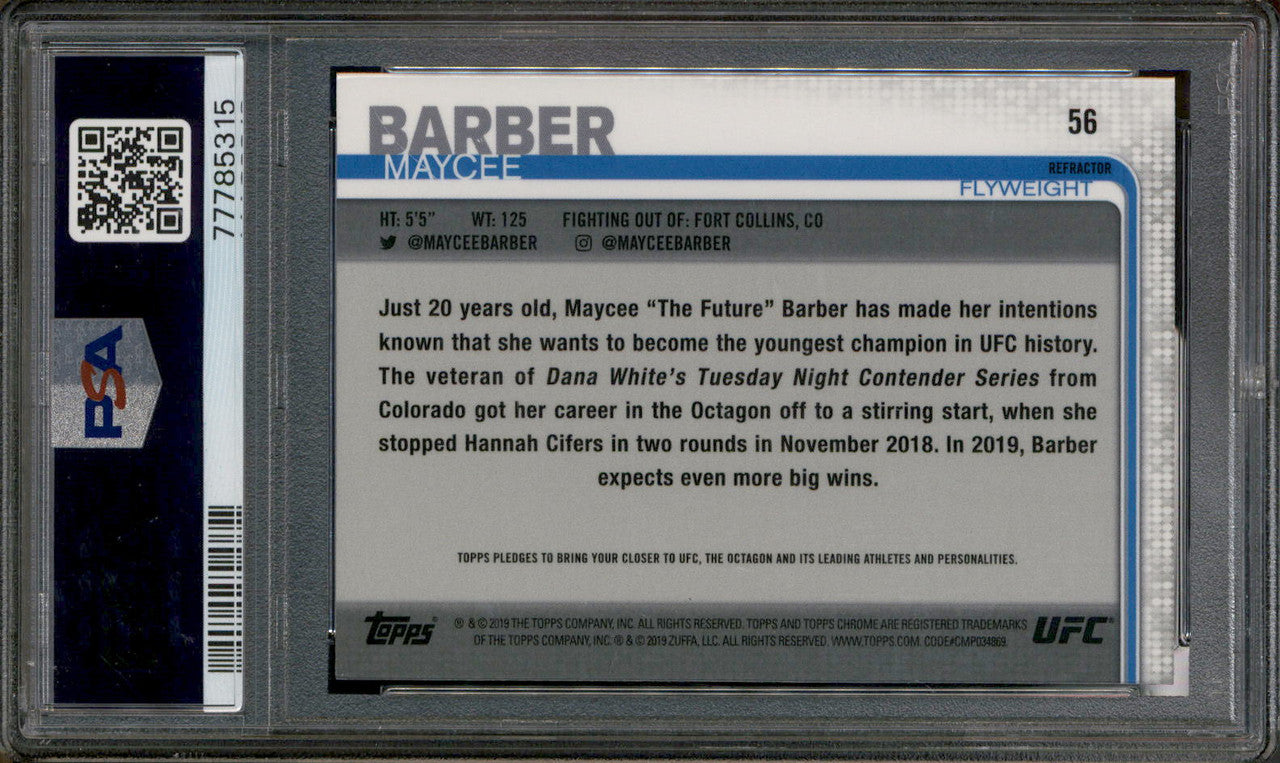 77785315
PSA
BARBER
MAYCEE
56
REFRACTOR
FLYWEIGHT
HT: 5'5" WT: 125 FIGHTING OUT OF: FORT COLLINS, CO
@MAYCEEBARBER @MAYCEEBARBER
Just 20 years old, Maycee “The Future” Barber has made her intentions
known that she wants to become the youngest champion in UFC history.
The veteran of Dana White's Tuesday Night Contender Series from
Colorado got her career in the Octagon off to a stirring start, when she
stopped Hannah Cifers in two rounds in November 2018. In 2019, Barber
expects even more big wins.
TOPPS PLEDGES TO BRING YOUR CLOSER TO UFC, THE OCTAGON AND ITS LEADING ATHLETES AND PERSONALITIES.
topps
® & © 2019 THE TOPPS COMPANY, INC. ALL RIGHTS RESERVED. TOPPS AND TOPPS CHROME ARE REGISTERED TRADEMARKS
OF THE TOPPS COMPANY, INC. ® & © 2019 ZUFFA, LLC. ALL RIGHTS RESERVED. WWW.TOPPS.COM. CODE#CMP034869.
UFC®